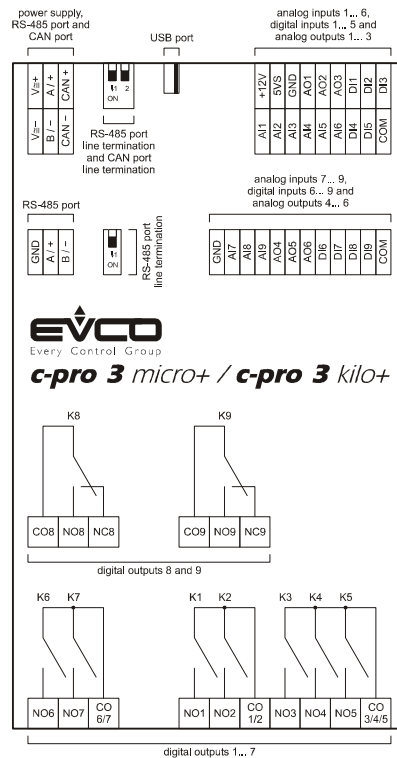 power supply,
RS-485 port and
CAN port
USB port
analog inputs 1... 6,
digital inputs 1... 5 and
analog outputs 1... 3
V≂+ A / + CAN +
V≂− B / − CAN −
1 2
ON
+12V 5VS GND AO1 AO2 AO3 DI1 DI2 DI3
AI1 AI2 AI3 AI4 AI5 AI6 DI4 DI5 COM
RS-485 port
line termination
and CAN port
line termination
analog inputs 7... 9,
digital inputs 6... 9 and
analog outputs 4... 6
RS-485 port
GND A / + B / −
1
ON
RS-485 port
line termination
GND AI7 AI8 AI9 AO4 AO5 AO6 DI6 DI7 DI8 DI9 COM
EVCO
Every Control Group
c-pro 3 micro+ / c-pro 3 kilo+
K8 K9
CO8 NO8 NC8 CO9 NO9 NC9
digital outputs 8 and 9
K6 K7 K1 K2 K3 K4 K5
NO6 NO7 CO 6/7 NO1 NO2 CO 1/2 NO3 NO4 NO5 CO 3/4/5
digital outputs 1... 7